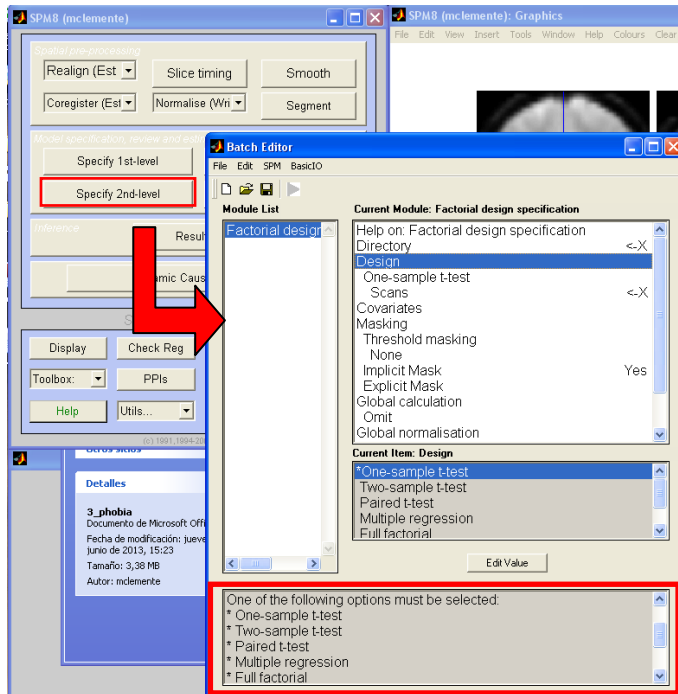 SPM8 (mclemente)
Spatial pre-processing
Realign (Est
Slice timing
Smooth
Coregister (Est
Normalise (Wri
Segment
Model specification, review and
Specify 1st-level
Specify 2nd-level
Inference
Resul
amic Caus
Display
Check Reg
Toolbox:
PPIs
Help
Utils...
(c) 1991,1994-20
SPM8 (mclemente): Graphics
File Edit View Insert Tools Window Help Colours Clear
Batch Editor
File Edit SPM BasicIO
Module List
Factorial design
Current Module: Factorial design specification
Help on: Factorial design specification
Directory <-X
Design
One-sample t-test
Scans <-X
Covariates
Masking
Threshold masking
None
Implicit Mask Yes
Explicit Mask
Global calculation
Omit
Global normalisation
Current Item: Design
*One-sample t-test
Two-sample t-test
Paired t-test
Multiple regression
Full factorial
Edit Value
One of the following options must be selected:
* One-sample t-test
* Two-sample t-test
* Paired t-test
* Multiple regression
* Full factorial
Otros sitios
Detalles
3_phobia
Documento de Microsoft Offi
Fecha de modificación: jueve
junio de 2013, 15:23
Tamaño: 3,38 MB
Autor: mclemente